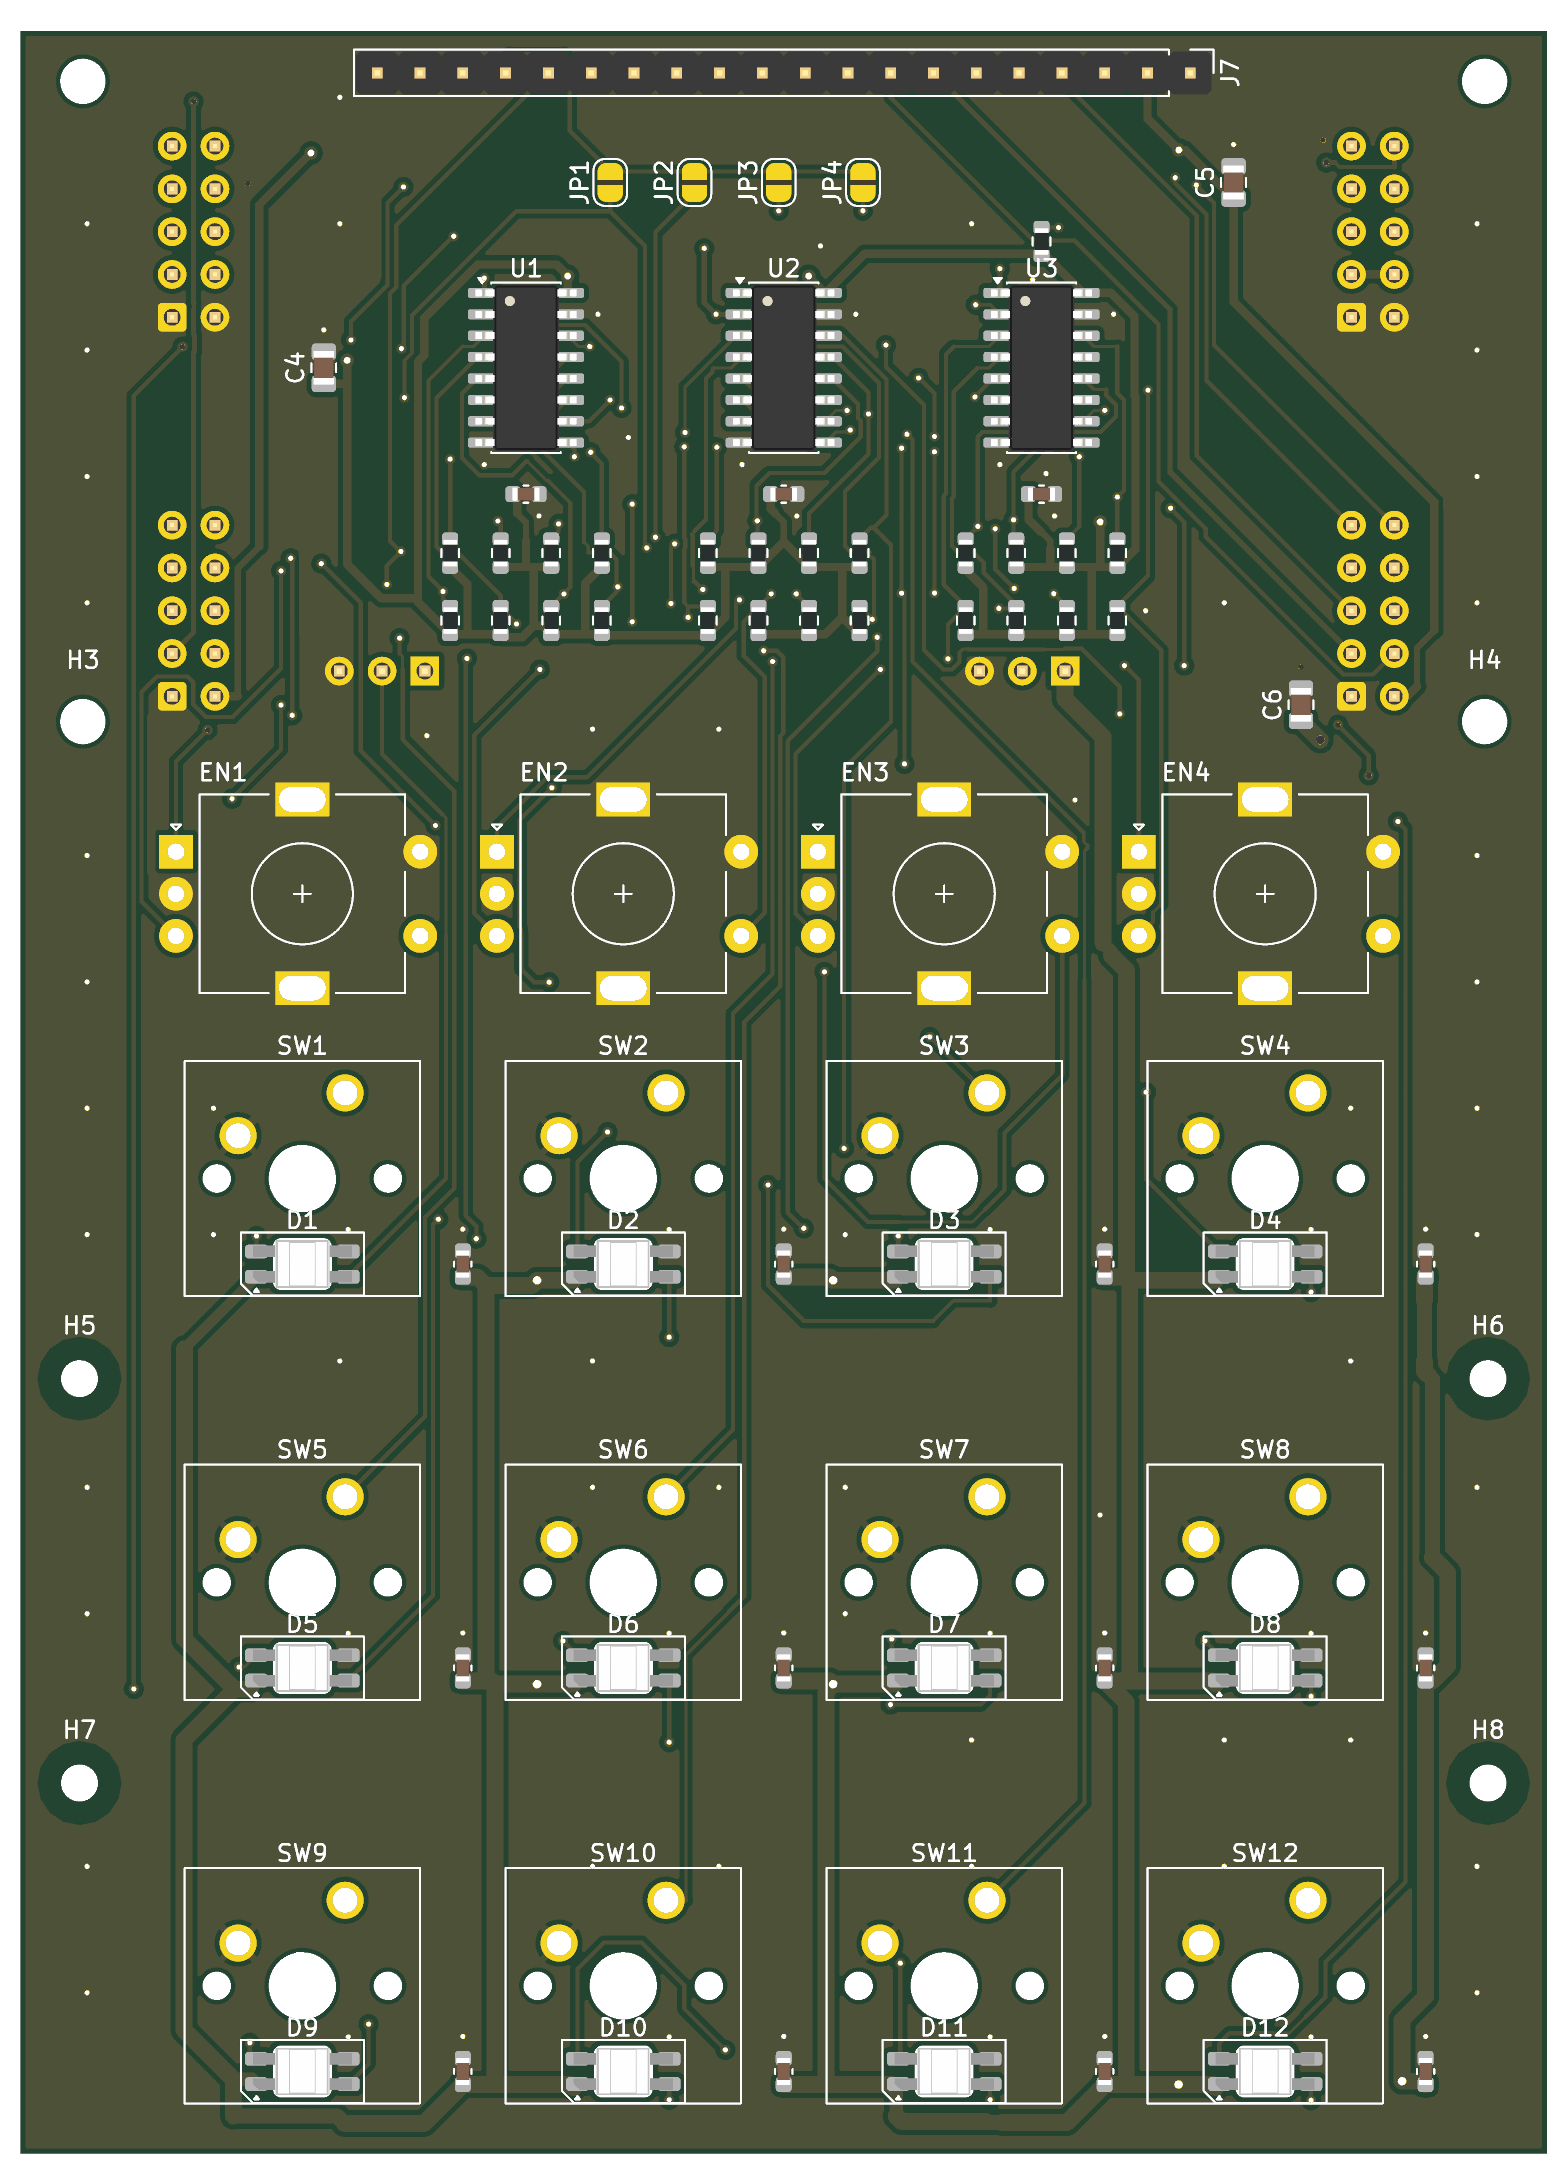 J7
JP1 JP2 JP3 JP4 C5
U1 U2 U3
C4
H3 H4
C6
EN1 EN2 EN3 EN4
SW1 SW2 SW3 SW4
D1 D2 D3 D4
H5 H6
SW5 SW6 SW7 SW8
D5 D6 D7 D8
H7 H8
SW9 SW10 SW11 SW12
D9 D10 D11 D12